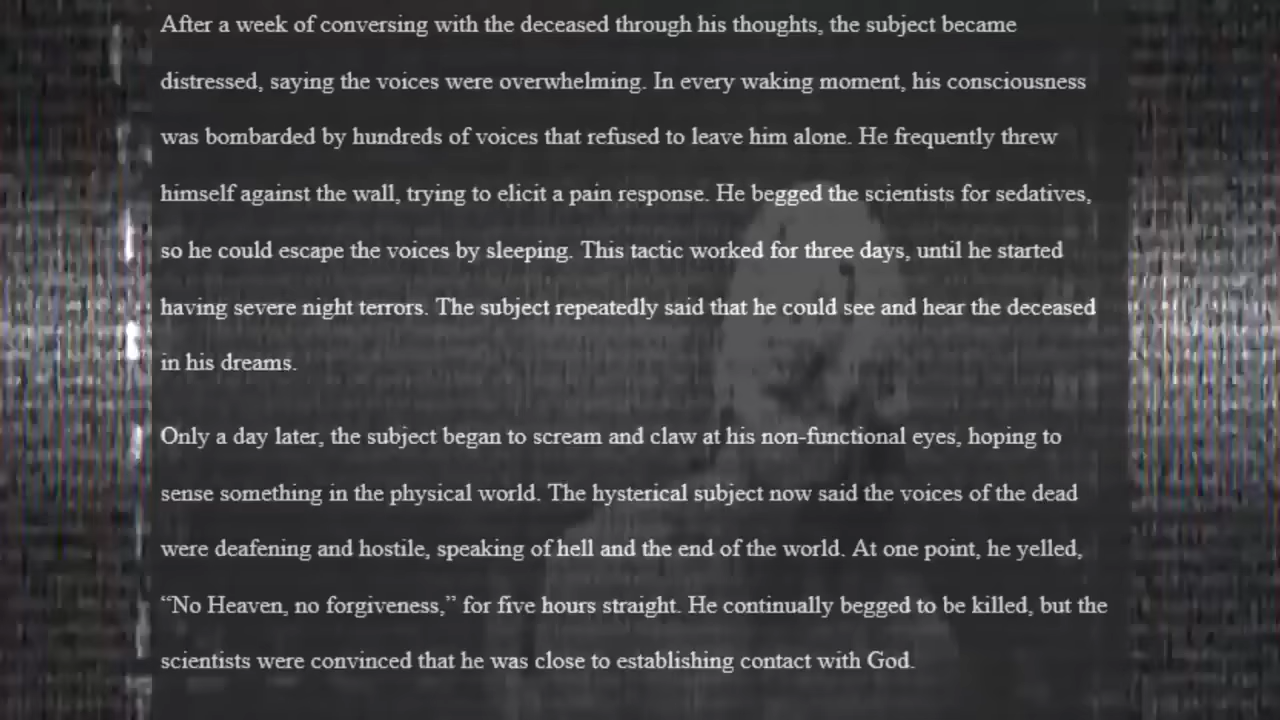 After a week of conversing with the deceased through his thoughts, the subject became
distressed, saying the voices were overwhelming. In every waking moment, his consciousness
was bombarded by hundreds of voices that refused to leave him alone. He frequently threw
himself against the wall, trying to elicit a pain response. He begged the scientists for sedatives,
so he could escape the voices by sleeping. This tactic worked for three days, until he started
having severe night terrors. The subject repeatedly said that he could see and hear the deceased
in his dreams.
Only a day later, the subject began to scream and claw at his non-functional eyes, hoping to
sense something in the physical world. The hysterical subject now said the voices of the dead
were deafening and hostile, speaking of hell and the end of the world. At one point, he yelled,
“No Heaven, no forgiveness,” for five hours straight. He continually begged to be killed, but the
scientists were convinced that he was close to establishing contact with God.